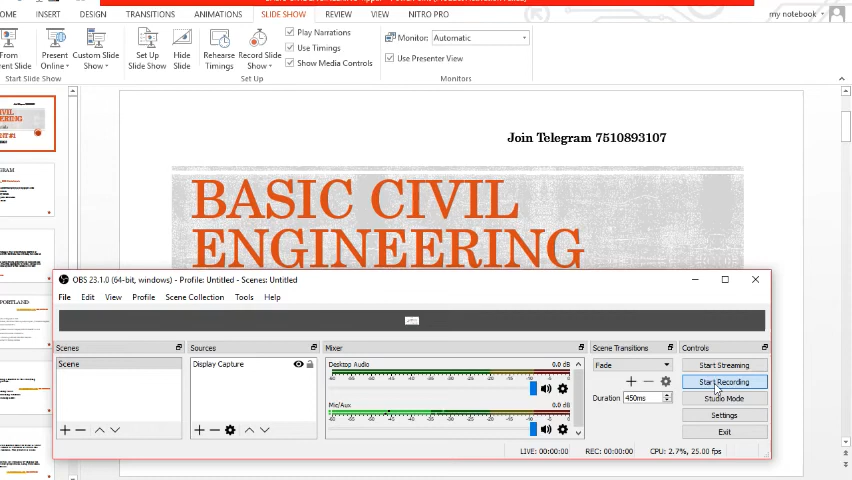 HOME INSERT DESIGN TRANSITIONS ANIMATIONS SLIDE SHOW REVIEW VIEW NITRO PRO my notebook
From
Current Slide
Present
Online
Custom Slide
Show
Set Up
Slide Show
Hide
Slide
Rehearse
Timings
Record Slide
Show
Play Narrations
Use Timings
Show Media Controls
Monitor: Automatic
Use Presenter View
Start Slide Show
Set Up
Monitors
Join Telegram 7510893107
BASIC CIVIL
ENGINEERING
OBS 23.1.0 (64-bit, windows) - Profile: Untitled - Scenes: Untitled
File Edit View Profile Scene Collection Tools Help
Scenes
Scene
Sources
Display Capture
Mixer
Desktop Audio 0.0 dB
Mic/Aux 0.0 dB
Scene Transitions
Fade
Duration 450ms
Controls
Start Streaming
Start Recording
Studio Mode
Settings
Exit
LIVE: 00:00:00 REC: 00:00:00 CPU: 2.7%, 25.00 fps